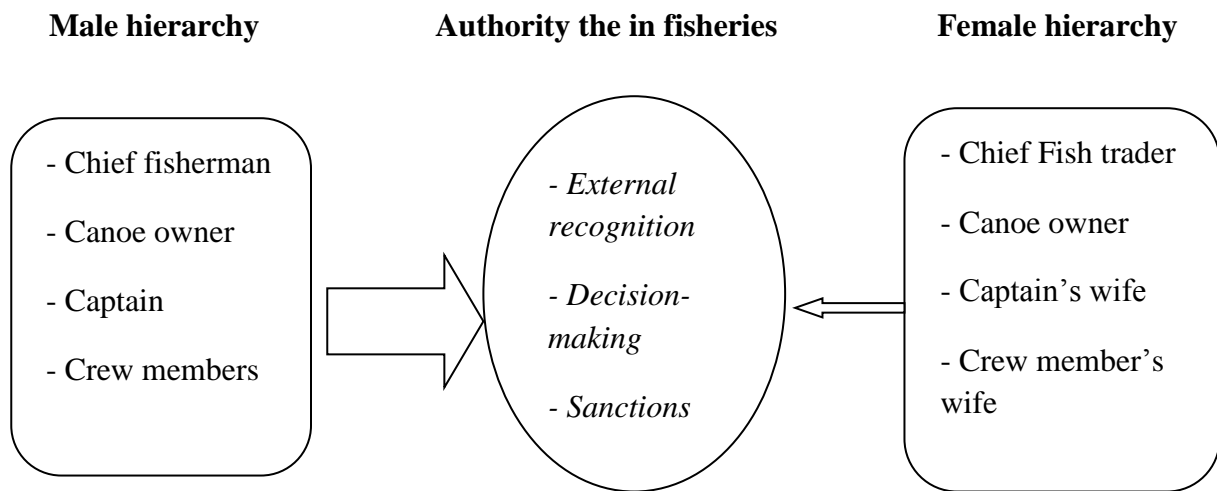 Male hierarchy
Authority the in fisheries
Female hierarchy
- Chief fisherman
- Canoe owner
- Captain
- Crew members
- External
recognition
- Decision-
making
- Sanctions
- Chief Fish trader
- Canoe owner
- Captain’s wife
- Crew member’s
wife